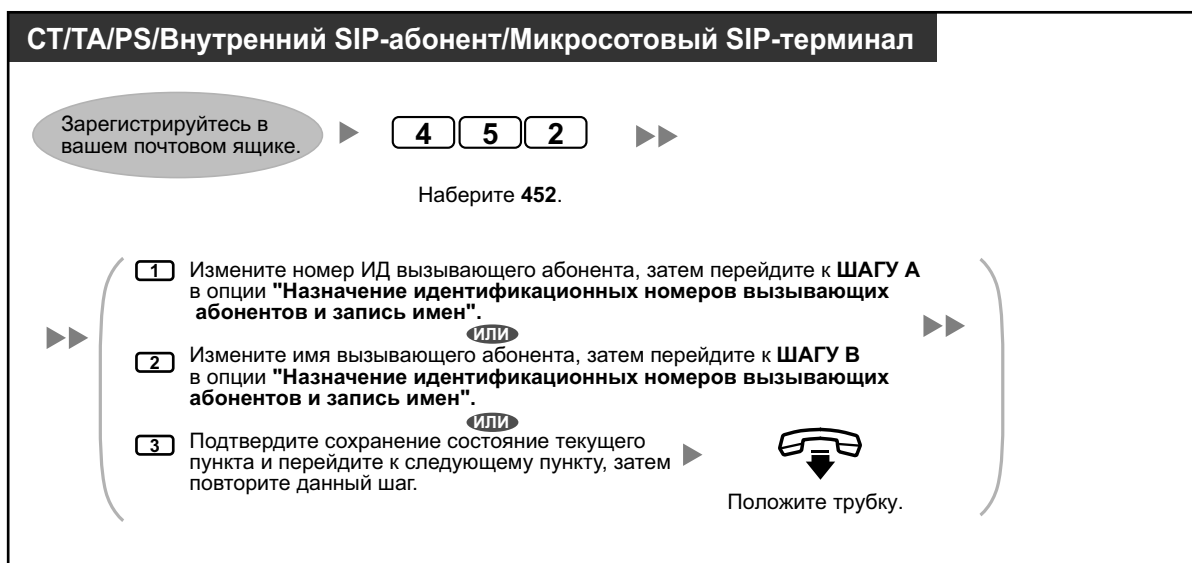 СТ/ТА/PS/Внутренний SIP-абонент/Микросотовый SIP-терминал
Зарегистрируйтесь в
вашем почтовом ящике.
4 5 2
Наберите 452.
1 Измените номер ИД вызывающего абонента, затем перейдите к ШАГУ А
в опции "Назначение идентификационных номеров вызывающих
абонентов и запись имен".
ИЛИ
2 Измените имя вызывающего абонента, затем перейдите к ШАГУ В
в опции "Назначение идентификационных номеров вызывающих
абонентов и запись имен".
ИЛИ
3 Подтвердите сохранение состояние текущего
пункта и перейдите к следующему пункту, затем
повторите данный шаг.
Положите трубку.